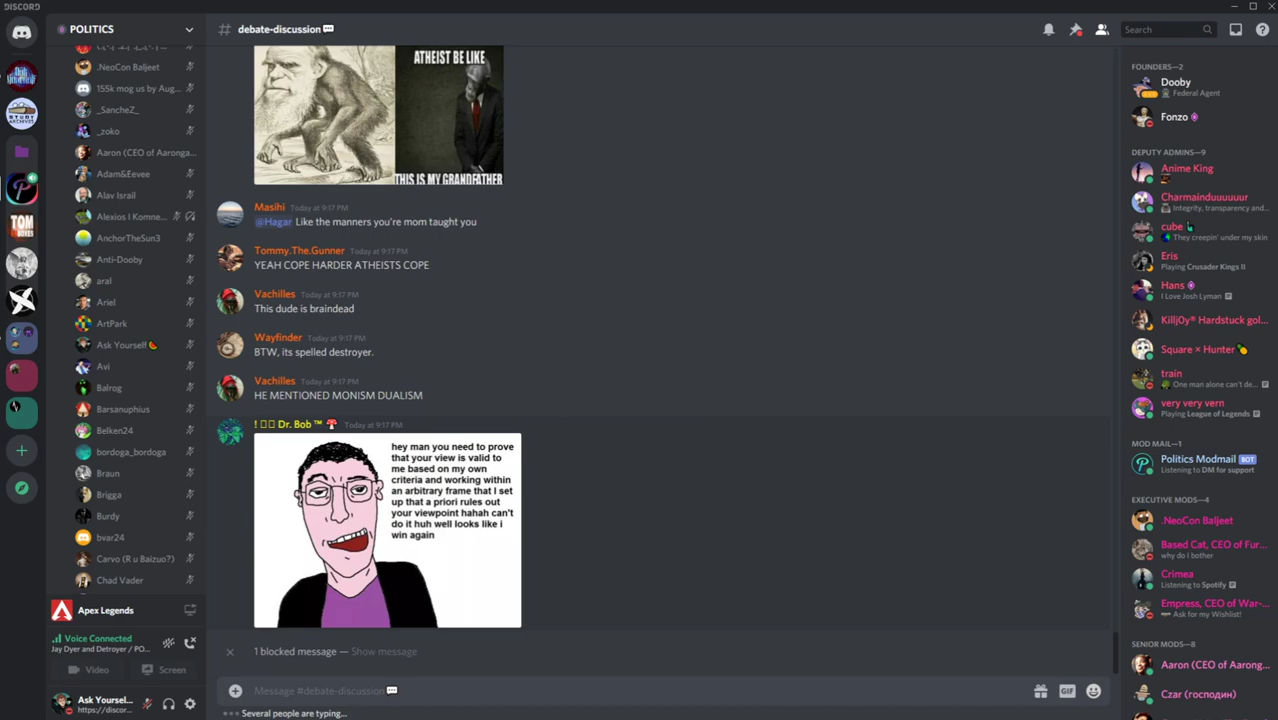 DISCORD
POLITICS
.NeoCon Baljeet
155k mog us by Aug...
_SancheZ_
_zoko
Aaron (CEO of Aaronga...
Adam&Eevee
Alav Israil
Alexios I Komne...
AnchorTheSun3
Anti-Dooby
aral
Ariel
ArtPark
Ask Yourself
Avi
Balrog
Barsanuphius
Belken24
bordoga_bordoga
Braun
Brigga
Burdy
bvar24
Carvo (R u Baizuo?)
Chad Vader
Apex Legends
Voice Connected
Jay Dyer and Detroyer / PO...
Video
Screen
Ask Yoursel...
https://discor...
STUDY
ARCHIVES
TOM
BOXES
# debate-discussion💬
Search
ATHEIST BE LIKE
THIS IS MY GRANDFATHER
Masihi Today at 9:17 PM
@Hagar Like the manners you're mom taught you
Tommy.The.Gunner Today at 9:17 PM
YEAH COPE HARDER ATHEISTS COPE
Vachilles Today at 9:17 PM
This dude is braindead
Wayfinder Today at 9:17 PM
BTW, its spelled destroyer.
Vachilles Today at 9:17 PM
HE MENTIONED MONISM DUALISM
! Dr. Bob ™ 🍄 Today at 9:17 PM
hey man you need to prove
that your view is valid to
me based on my own
criteria and working within
an arbitrary frame that I set
up that a priori rules out
your viewpoint hahah can't
do it huh well looks like i
win again
1 blocked message — Show message
Message #debate-discussion💬
GIF
Several people are typing...
FOUNDERS—2
Dooby
Federal Agent
Fonzo
DEPUTY ADMINS—9
Anime King
Charmainduuuuuur
Integrity, transparency and...
cube
They creepin' under my skin
Eris
Playing Crusader Kings II
Hans
I Love Josh Lyman
Killj0y® Hardstuck gol...
Square × Hunter🍍
train
One man alone can't de...
very very vern
Playing League of Legends
MOD MAIL—1
Politics Modmail BOT
Listening to DM for support
EXECUTIVE MODS—4
.NeoCon Baljeet
Based Cat, CEO of Fur...
why do I bother
Crimea
Listening to Spotify
Empress, CEO of War-...
Ask for my Wishlist!
SENIOR MODS—8
Aaron (CEO of Aarong...
Czar (господин)